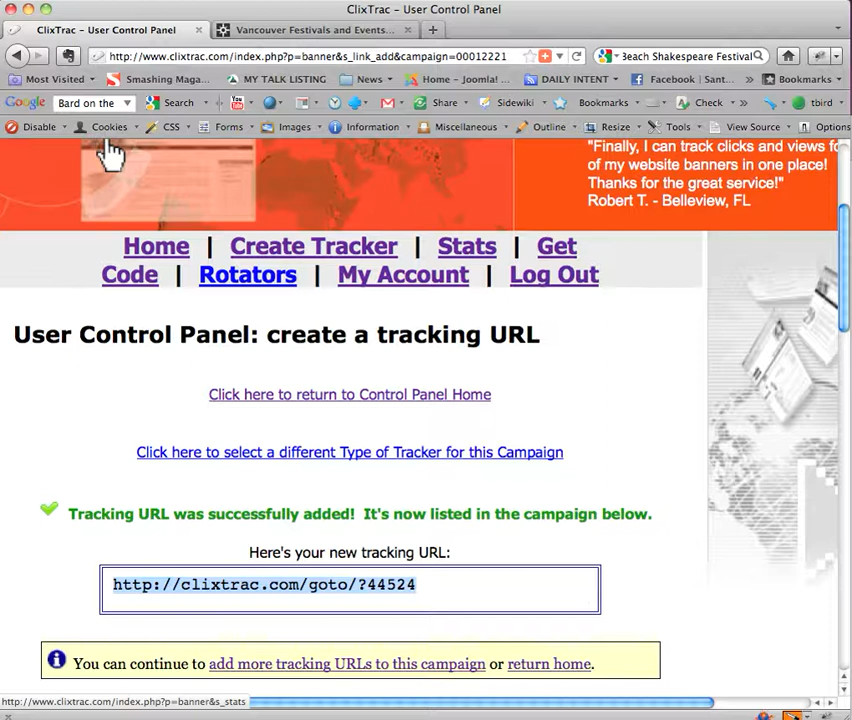 ClixTrac - User Control Panel
ClixTrac - User Control Panel
Vancouver Festivals and Events...
http://www.clixtrac.com/index.php?p=banner&s_link_add&campaign=00012221
Beach Shakespeare Festival
Most Visited
Smashing Maga...
MY TALK LISTING
News
Home – Joomla!
DAILY INTENT
Facebook | Sant...
Bookmarks
Google
Bard on the
Search
Share
Sidewiki
Bookmarks
Check
tbird
Disable
Cookies
CSS
Forms
Images
Information
Miscellaneous
Outline
Resize
Tools
View Source
Options
"Finally, I can track clicks and views fo
of my website banners in one place!
Thanks for the great service!"
Robert T. - Belleview, FL
Home | Create Tracker | Stats | Get
Code | Rotators | My Account | Log Out
User Control Panel: create a tracking URL
Click here to return to Control Panel Home
Click here to select a different Type of Tracker for this Campaign
Tracking URL was successfully added! It's now listed in the campaign below.
Here's your new tracking URL:
http://clixtrac.com/goto/?44524
You can continue to add more tracking URLs to this campaign or return home.
http://www.clixtrac.com/index.php?p=banner&s_stats